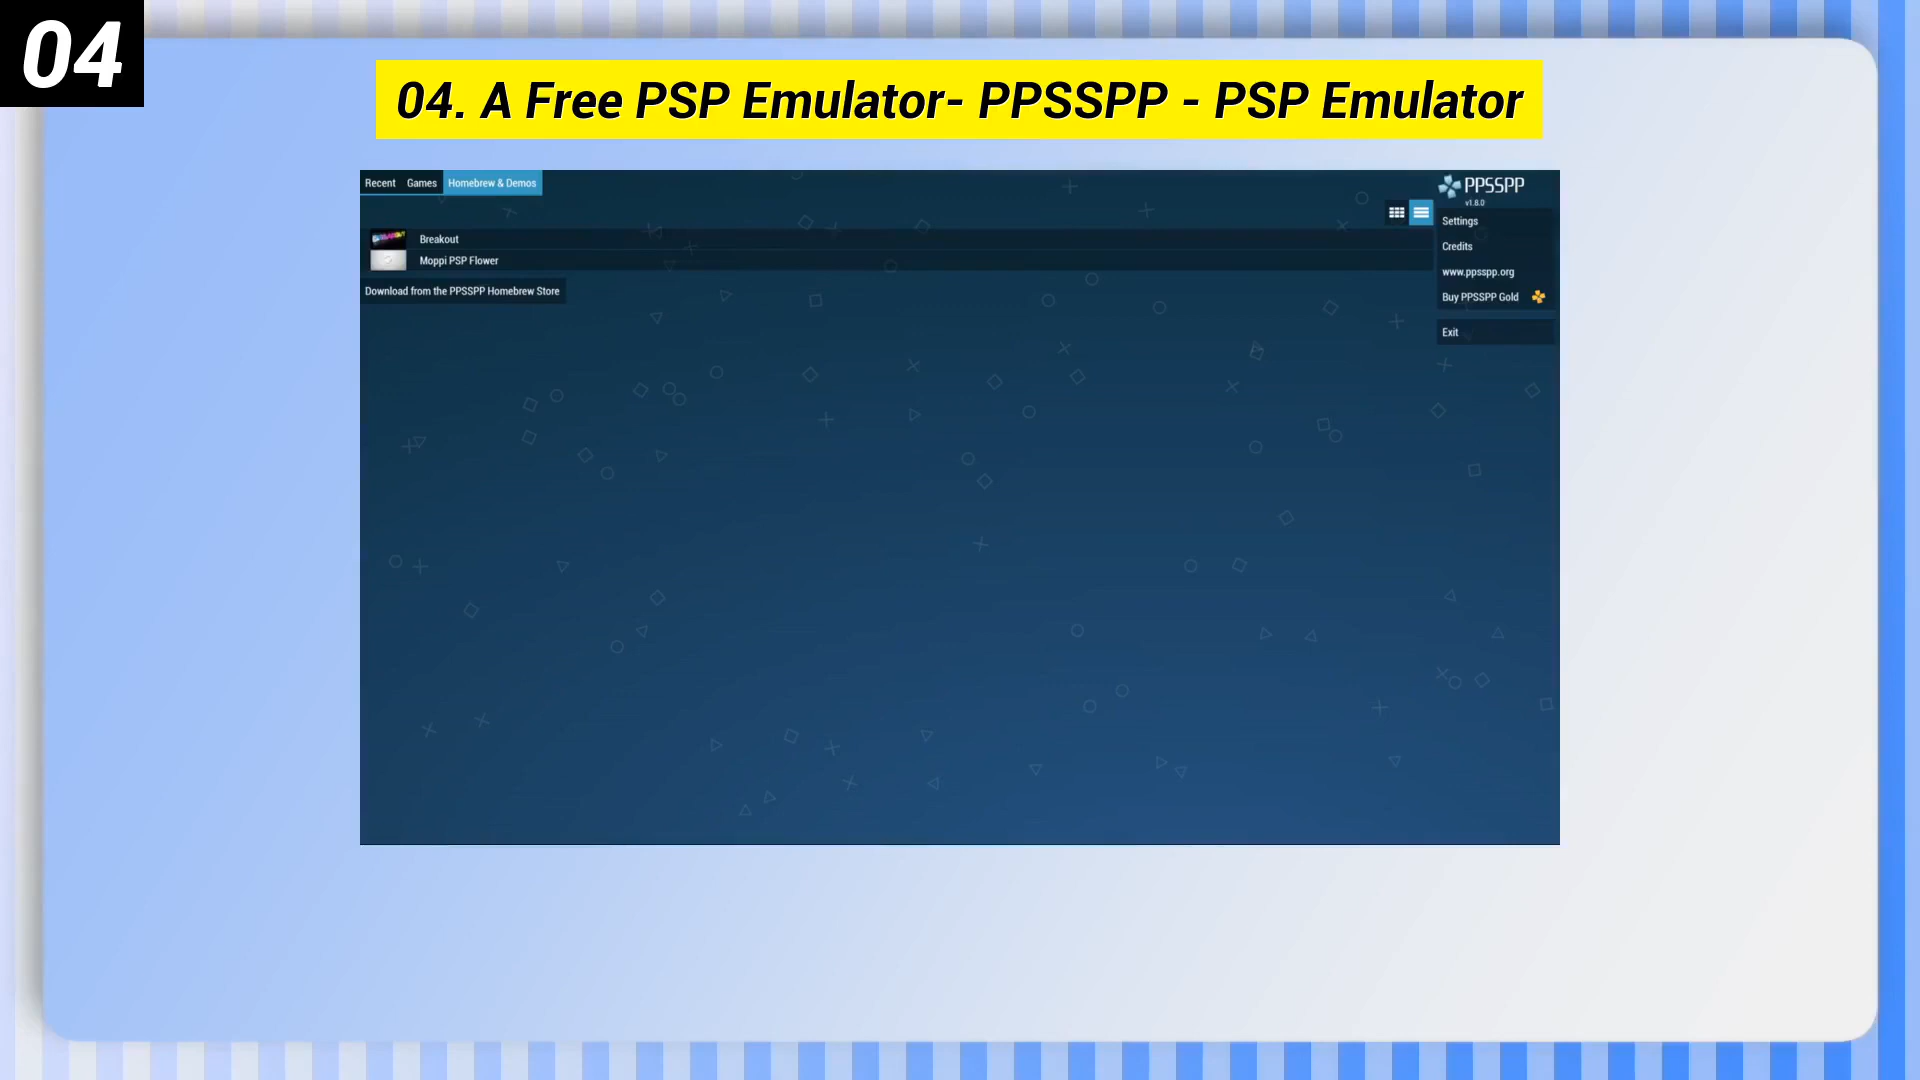 04
04. A Free PSP Emulator- PPSSPP - PSP Emulator
Recent Games Homebrew & Demos
PPSSPP
v1.8.0
Settings
Breakout
Credits
Moppi PSP Flower
www.ppsspp.org
Download from the PPSSPP Homebrew Store
Buy PPSSPP Gold
Exit